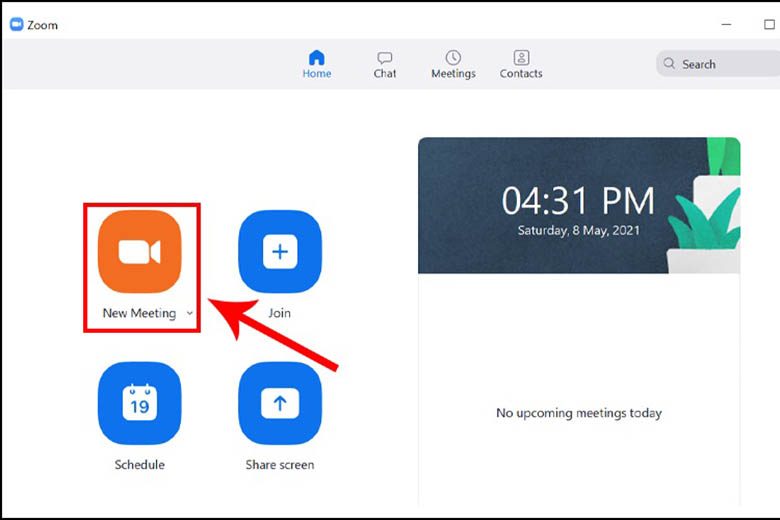 Zoom
Home
Chat
Meetings
Contacts
Search
04:31 PM
Saturday, 8 May, 2021
New Meeting
Join
19
Schedule
Share screen
No upcoming meetings today